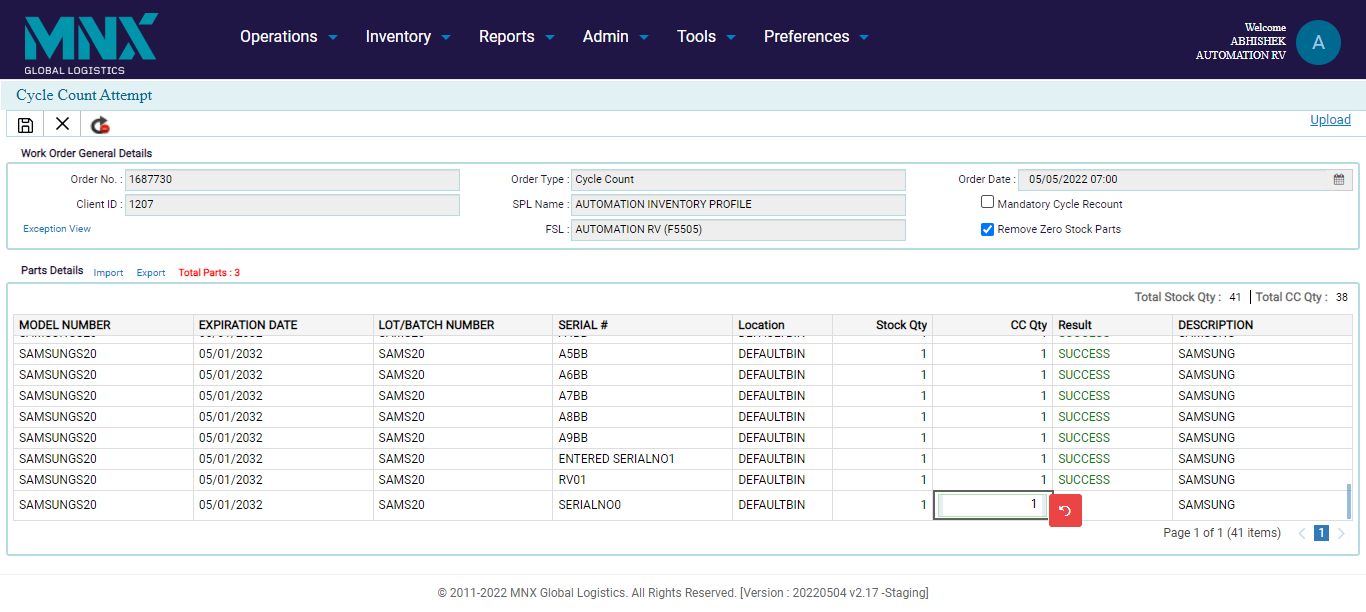 MNX
GLOBAL LOGISTICS
Operations Inventory Reports Admin Tools Preferences
Welcome
ABHISHEK
AUTOMATION RV
A
Cycle Count Attempt
Upload
Work Order General Details
Order No. : 1687730 Order Type : Cycle Count Order Date : 05/05/2022 07:00
Client ID : 1207 SPL Name : AUTOMATION INVENTORY PROFILE Mandatory Cycle Recount
Exception View FSL : AUTOMATION RV (F5505) Remove Zero Stock Parts
Parts Details Import Export Total Parts : 3
Total Stock Qty : 41 Total CC Qty : 38
MODEL NUMBER EXPIRATION DATE LOT/BATCH NUMBER SERIAL # Location Stock Qty CC Qty Result DESCRIPTION
SAMSUNGS20 05/01/2032 SAMS20 A5BB DEFAULTBIN 1 1 SUCCESS SAMSUNG
SAMSUNGS20 05/01/2032 SAMS20 A6BB DEFAULTBIN 1 1 SUCCESS SAMSUNG
SAMSUNGS20 05/01/2032 SAMS20 A7BB DEFAULTBIN 1 1 SUCCESS SAMSUNG
SAMSUNGS20 05/01/2032 SAMS20 A8BB DEFAULTBIN 1 1 SUCCESS SAMSUNG
SAMSUNGS20 05/01/2032 SAMS20 A9BB DEFAULTBIN 1 1 SUCCESS SAMSUNG
SAMSUNGS20 05/01/2032 SAMS20 ENTERED SERIALNO1 DEFAULTBIN 1 1 SUCCESS SAMSUNG
SAMSUNGS20 05/01/2032 SAMS20 RV01 DEFAULTBIN 1 1 SUCCESS SAMSUNG
SAMSUNGS20 05/01/2032 SAMS20 SERIALNO0 DEFAULTBIN 1 1 SAMSUNG
Page 1 of 1 (41 items) 1
© 2011-2022 MNX Global Logistics. All Rights Reserved. [Version : 20220504 v2.17 -Staging]